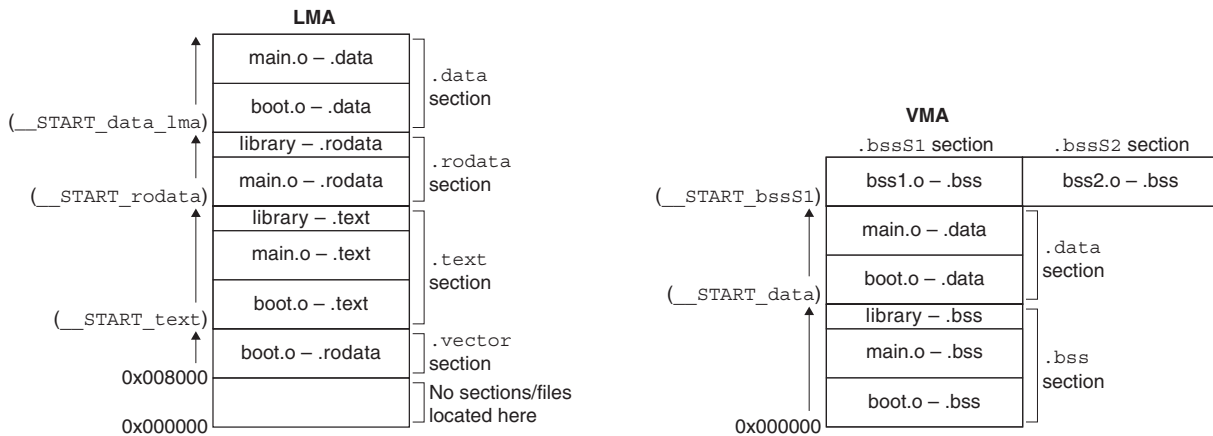 LMA
main.o – .data
boot.o – .data
.data
section
(__START_data_lma)
library – .rodata
main.o – .rodata
.rodata
section
(__START_rodata)
library – .text
main.o – .text
boot.o – .text
.text
section
(__START_text)
boot.o – .rodata
.vector
section
0x008000
No sections/files
located here
0x000000
VMA
.bssS1 section
.bssS2 section
bss1.o – .bss
bss2.o – .bss
(__START_bssS1)
main.o – .data
boot.o – .data
.data
section
(__START_data)
library – .bss
main.o – .bss
boot.o – .bss
.bss
section
0x000000